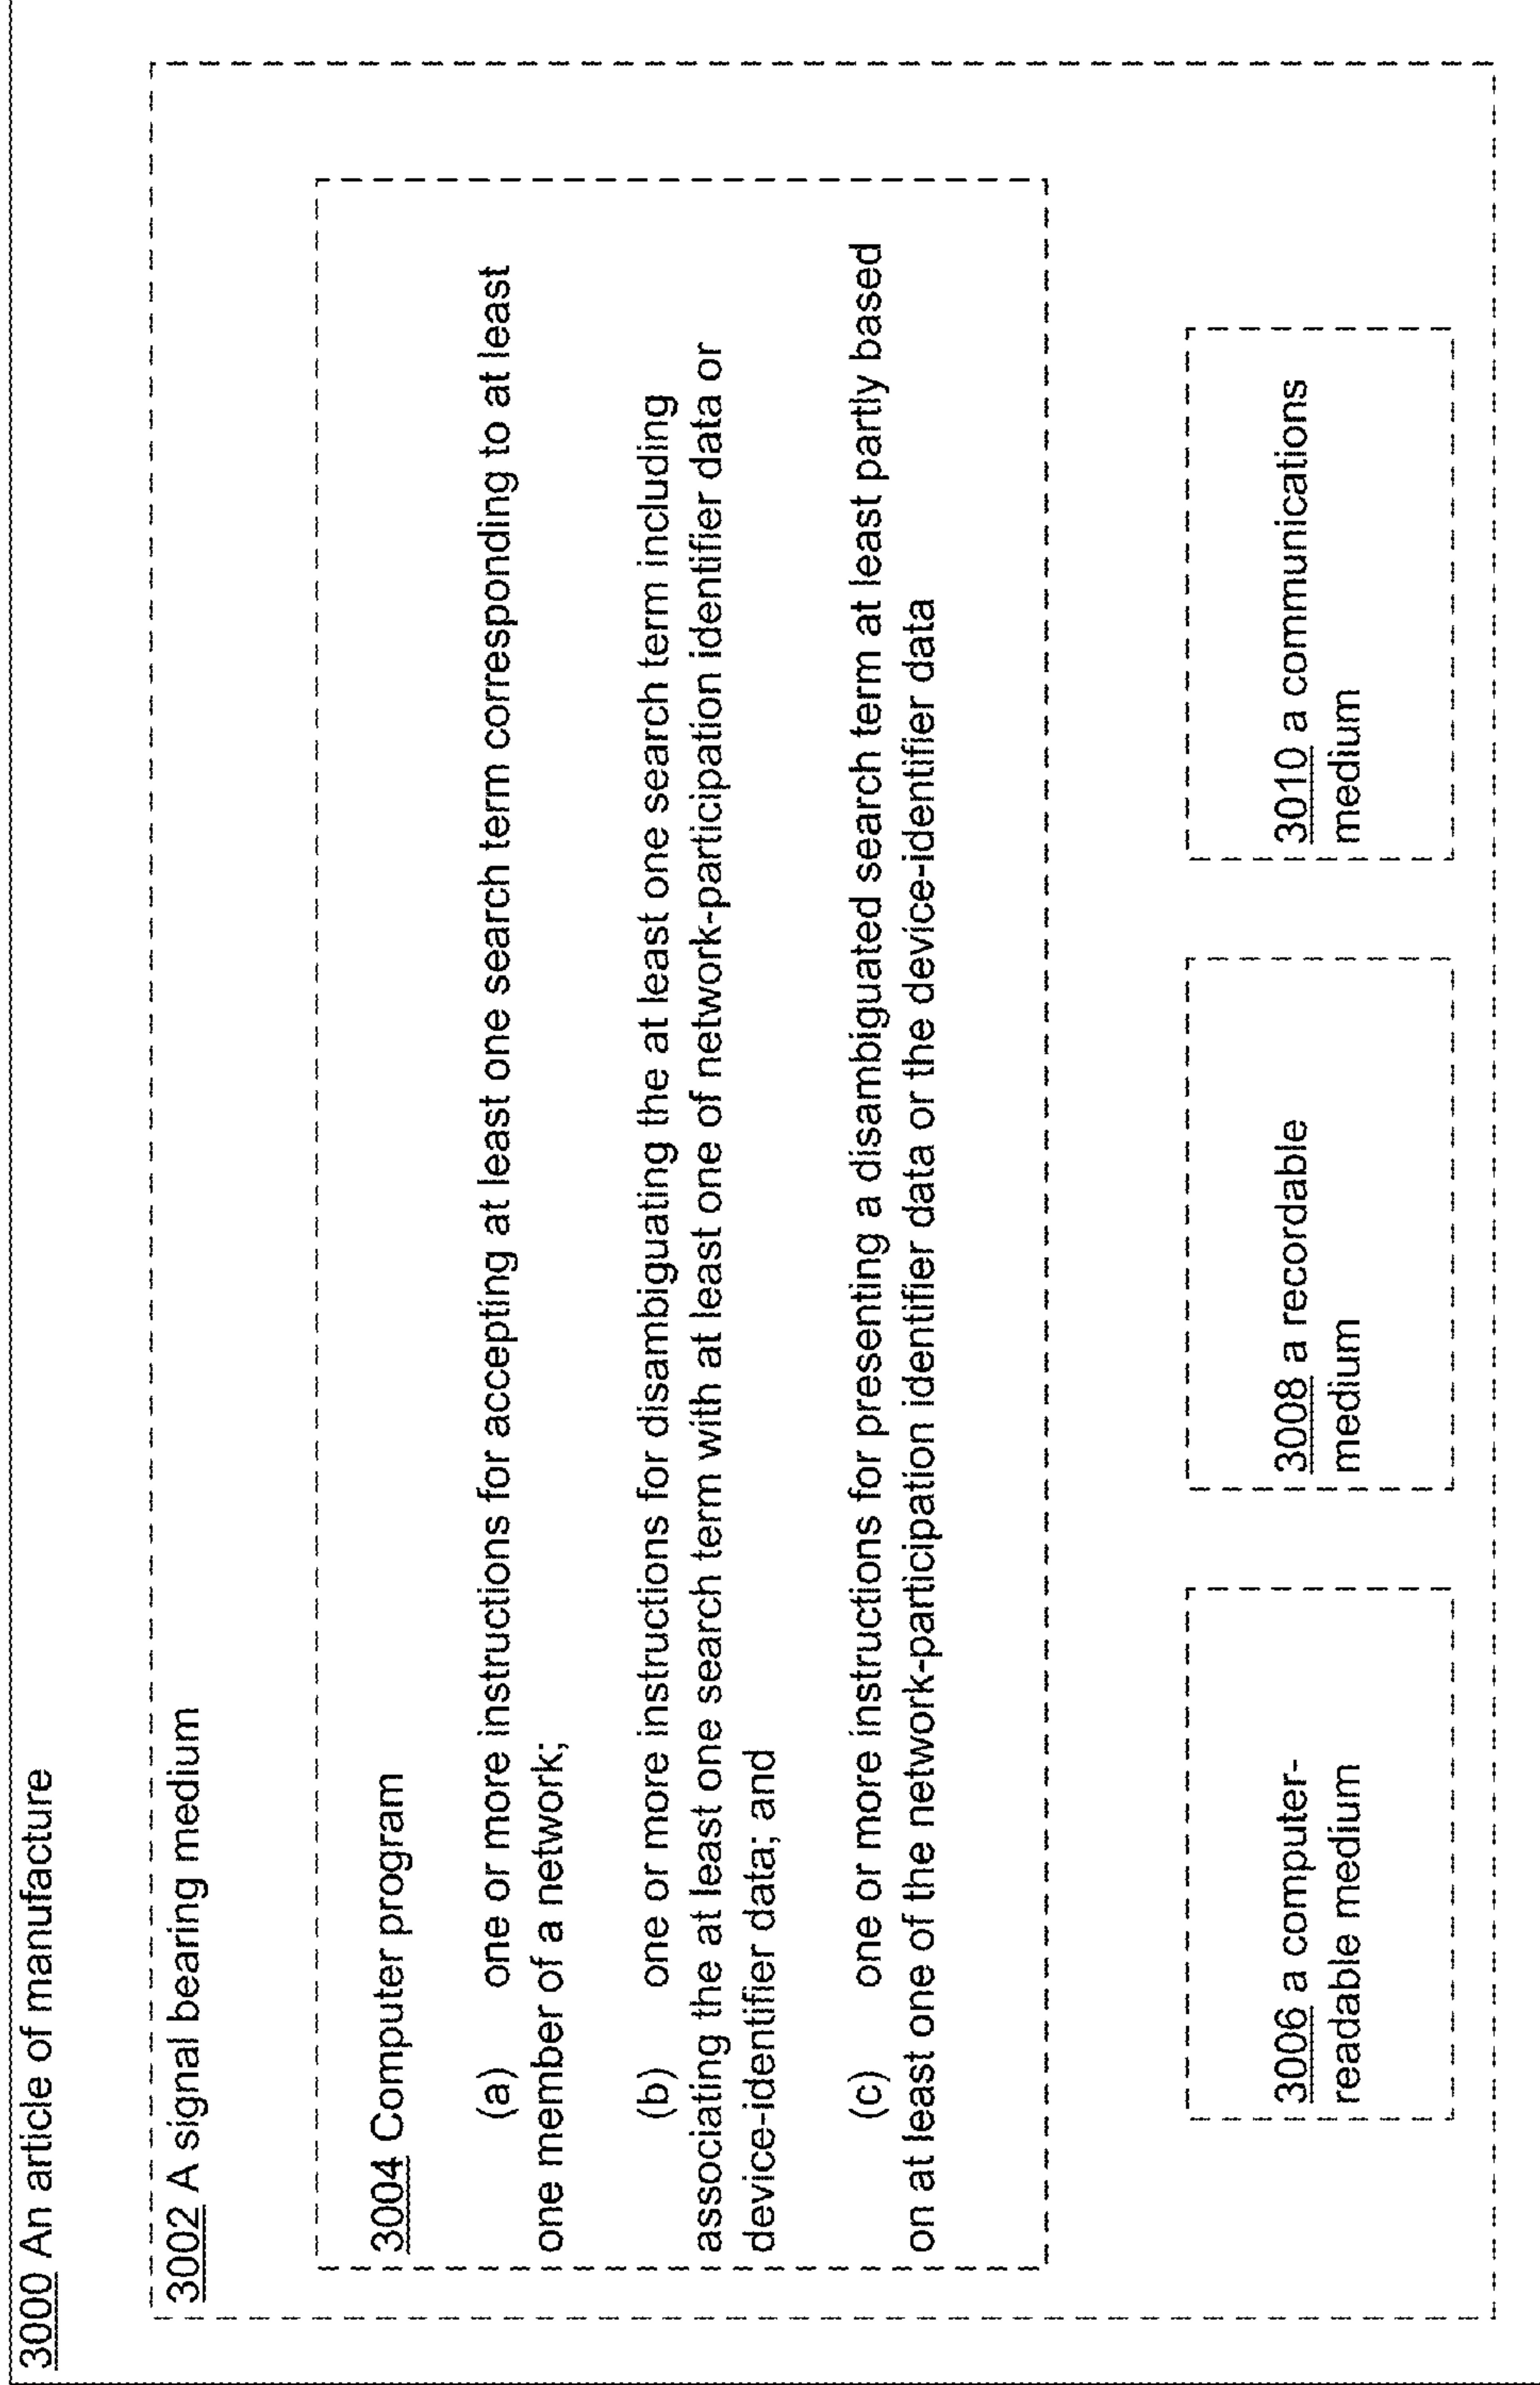 3000 An article of manufacture
3002 A signal bearing medium
3004 Computer program
(a) one or more instructions for accepting at least one search term corresponding to at least
one member of a network;
(b) one or more instructions for disambiguating the at least one search term including
associating the at least one search term with at least one of network-participation identifier data or
device-identifier data; and
(c) one or more instructions for presenting a disambiguated search term at least partly based
on at least one of the network-participation identifier data or the device-identifier data
3006 a computer-
readable medium
3008 a recordable
medium
3010 a communications
medium